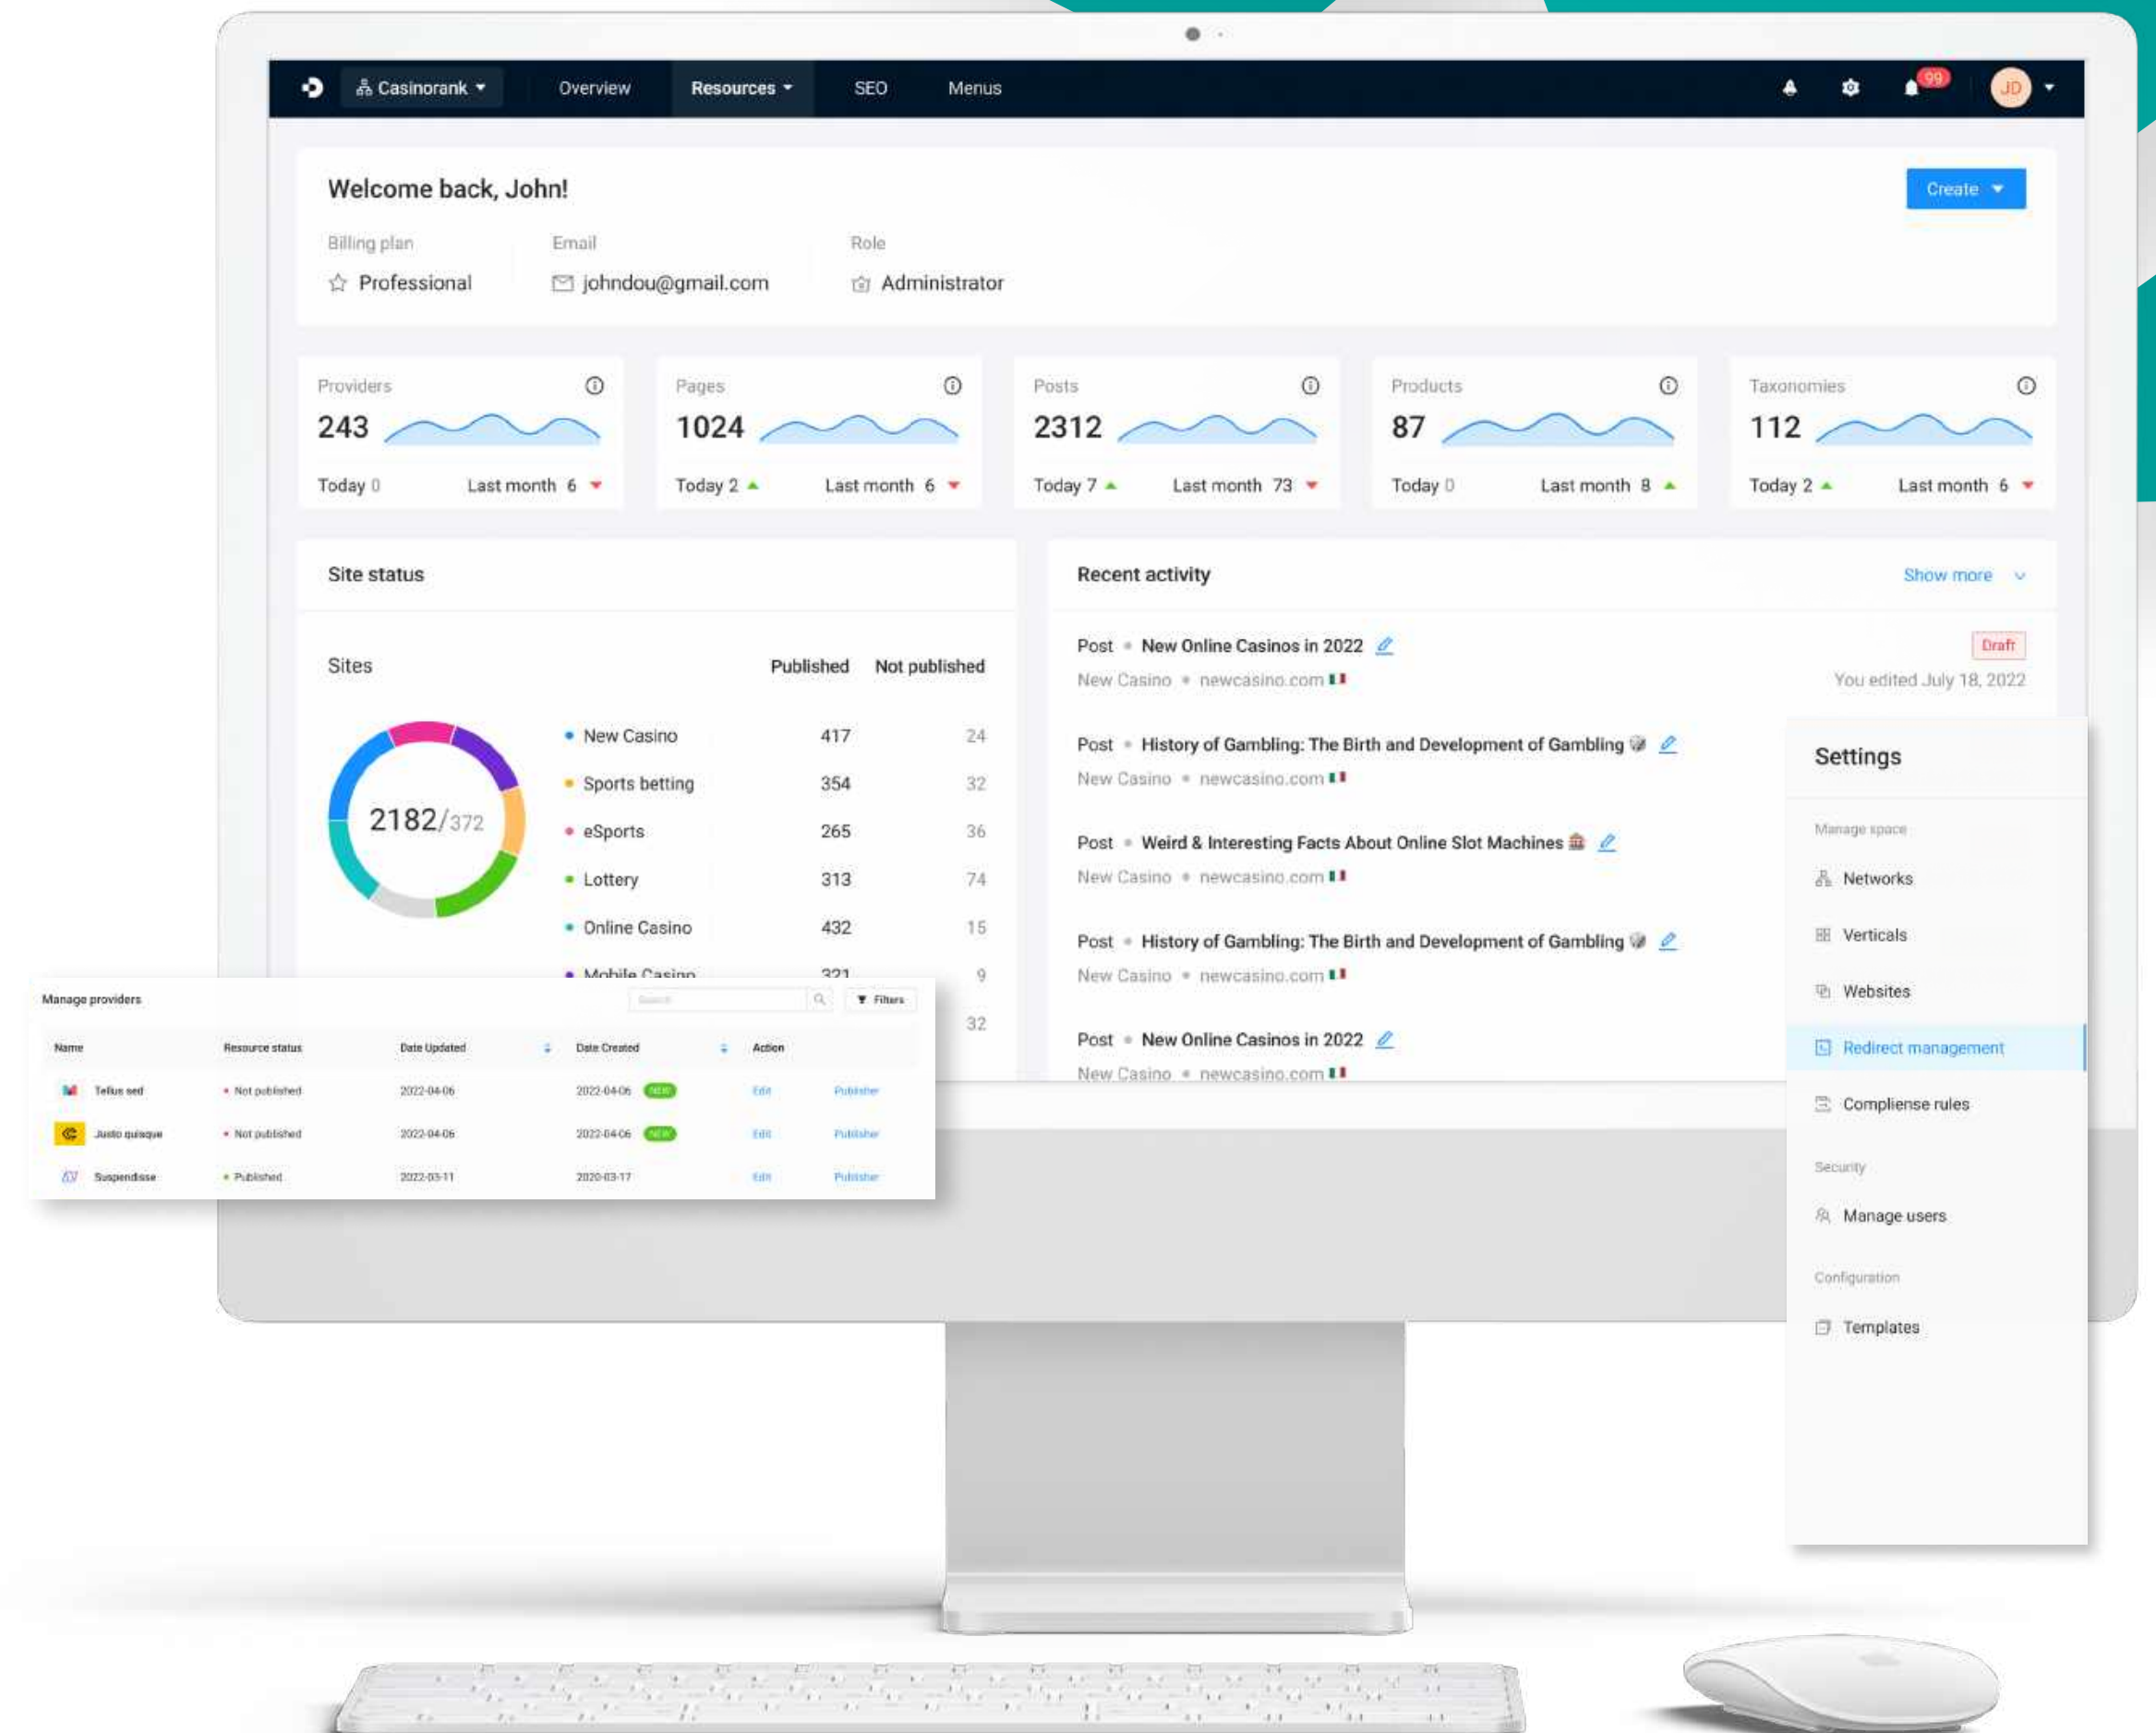 Casinorank Overview Resources SEO Menus 99 JD
Welcome back, John!
Create
Billing plan Email Role
Professional johndou@gmail.com Administrator
Providers
243
Today 0 Last month 6
Pages
1024
Today 2 Last month 6
Posts
2312
Today 7 Last month 73
Products
87
Today 0 Last month 8
Taxonomies
112
Today 2 Last month 6
Site status
Sites Published Not published
2182/372
New Casino 417 24
Sports betting 354 32
eSports 265 36
Lottery 313 74
Online Casino 432 15
Mobile Casino 321 9
32
Recent activity Show more
Post New Online Casinos in 2022 Draft
New Casino newcasino.com You edited July 18, 2022
Post History of Gambling: The Birth and Development of Gambling
New Casino newcasino.com
Post Weird & Interesting Facts About Online Slot Machines
New Casino newcasino.com
Post History of Gambling: The Birth and Development of Gambling
New Casino newcasino.com
Post New Online Casinos in 2022
New Casino newcasino.com
Manage providers Search Filters
Name Resource status Date Updated Date Created Action
Tellus sed Not published 2022-04-06 2022-04-06 NEW Edit Publisher
Justo quisque Not published 2022-04-06 2022-04-06 NEW Edit Publisher
Suspendisse Published 2022-03-11 2020-03-17 Edit Publisher
Settings
Manage space
Networks
Verticals
Websites
Redirect management
Compliense rules
Security
Manage users
Configuration
Templates